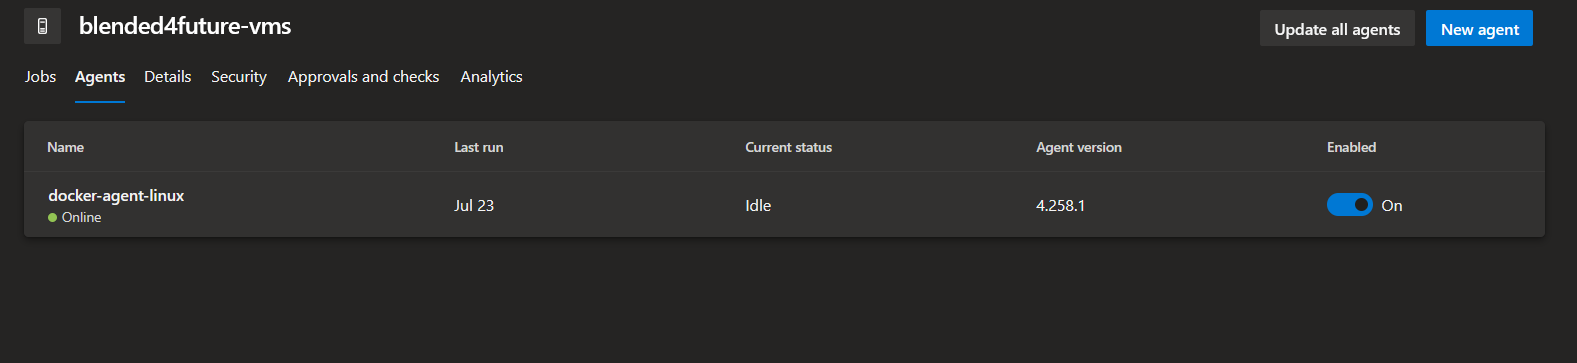 blended4future-vms
Update all agents
New agent
Jobs Agents Details Security Approvals and checks Analytics
Name Last run Current status Agent version Enabled
docker-agent-linux
Online
Jul 23 Idle 4.258.1 On